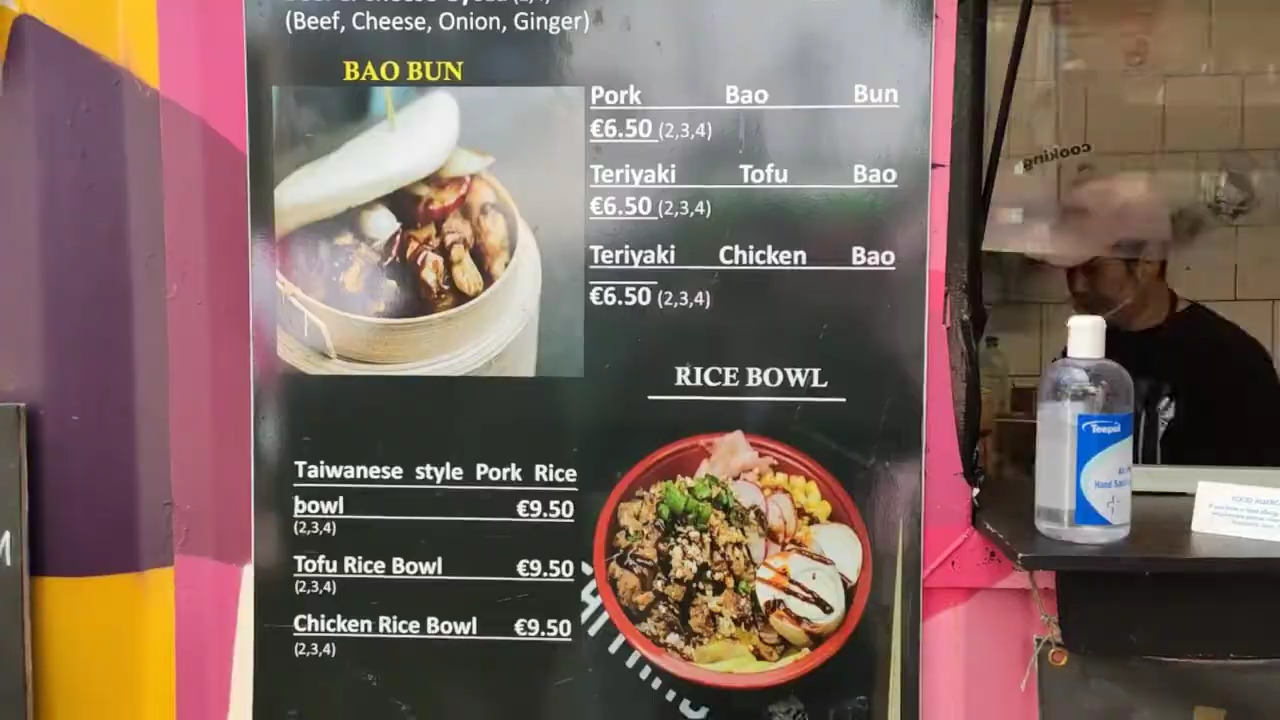 (Beef, Cheese, Onion, Ginger)
BAO BUN
Pork Bao Bun
€6.50 (2,3,4)
Teriyaki Tofu Bao
€6.50 (2,3,4)
Teriyaki Chicken Bao
€6.50 (2,3,4)
RICE BOWL
Taiwanese style Pork Rice
bowl €9.50
(2,3,4)
Tofu Rice Bowl €9.50
(2,3,4)
Chicken Rice Bowl €9.50
(2,3,4)
cooking
Teepol
Hand
FOOD